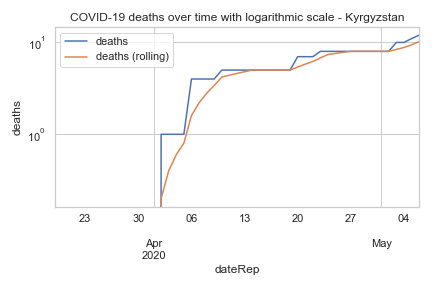 COVID-19 deaths over time with logarithmic scale - Kyrgyzstan
deaths
deaths (rolling)
10¹
10⁰
deaths
23 30 06 13 20 27 04
Apr May
2020
dateRep